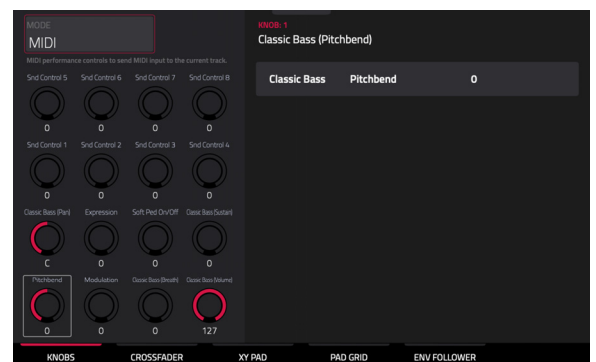 MODE
MIDI
MIDI performance controls to send MIDI input to the current track.
Snd Control 5 Snd Control 6 Snd Control 7 Snd Control 8
0 0 0 0
Snd Control 1 Snd Control 2 Snd Control 3 Snd Control 4
0 0 0 0
Classic Bass (Pan) Expression Soft Ped On/Off Classic Bass (Sustain)
C 0 0 0
Pitchbend Modulation Classic Bass (Breath) Classic Bass (Volume)
0 0 0 127
KNOB: 1
Classic Bass (Pitchbend)
Classic Bass Pitchbend 0
KNOBS CROSSFADER XY PAD PAD GRID ENV FOLLOWER